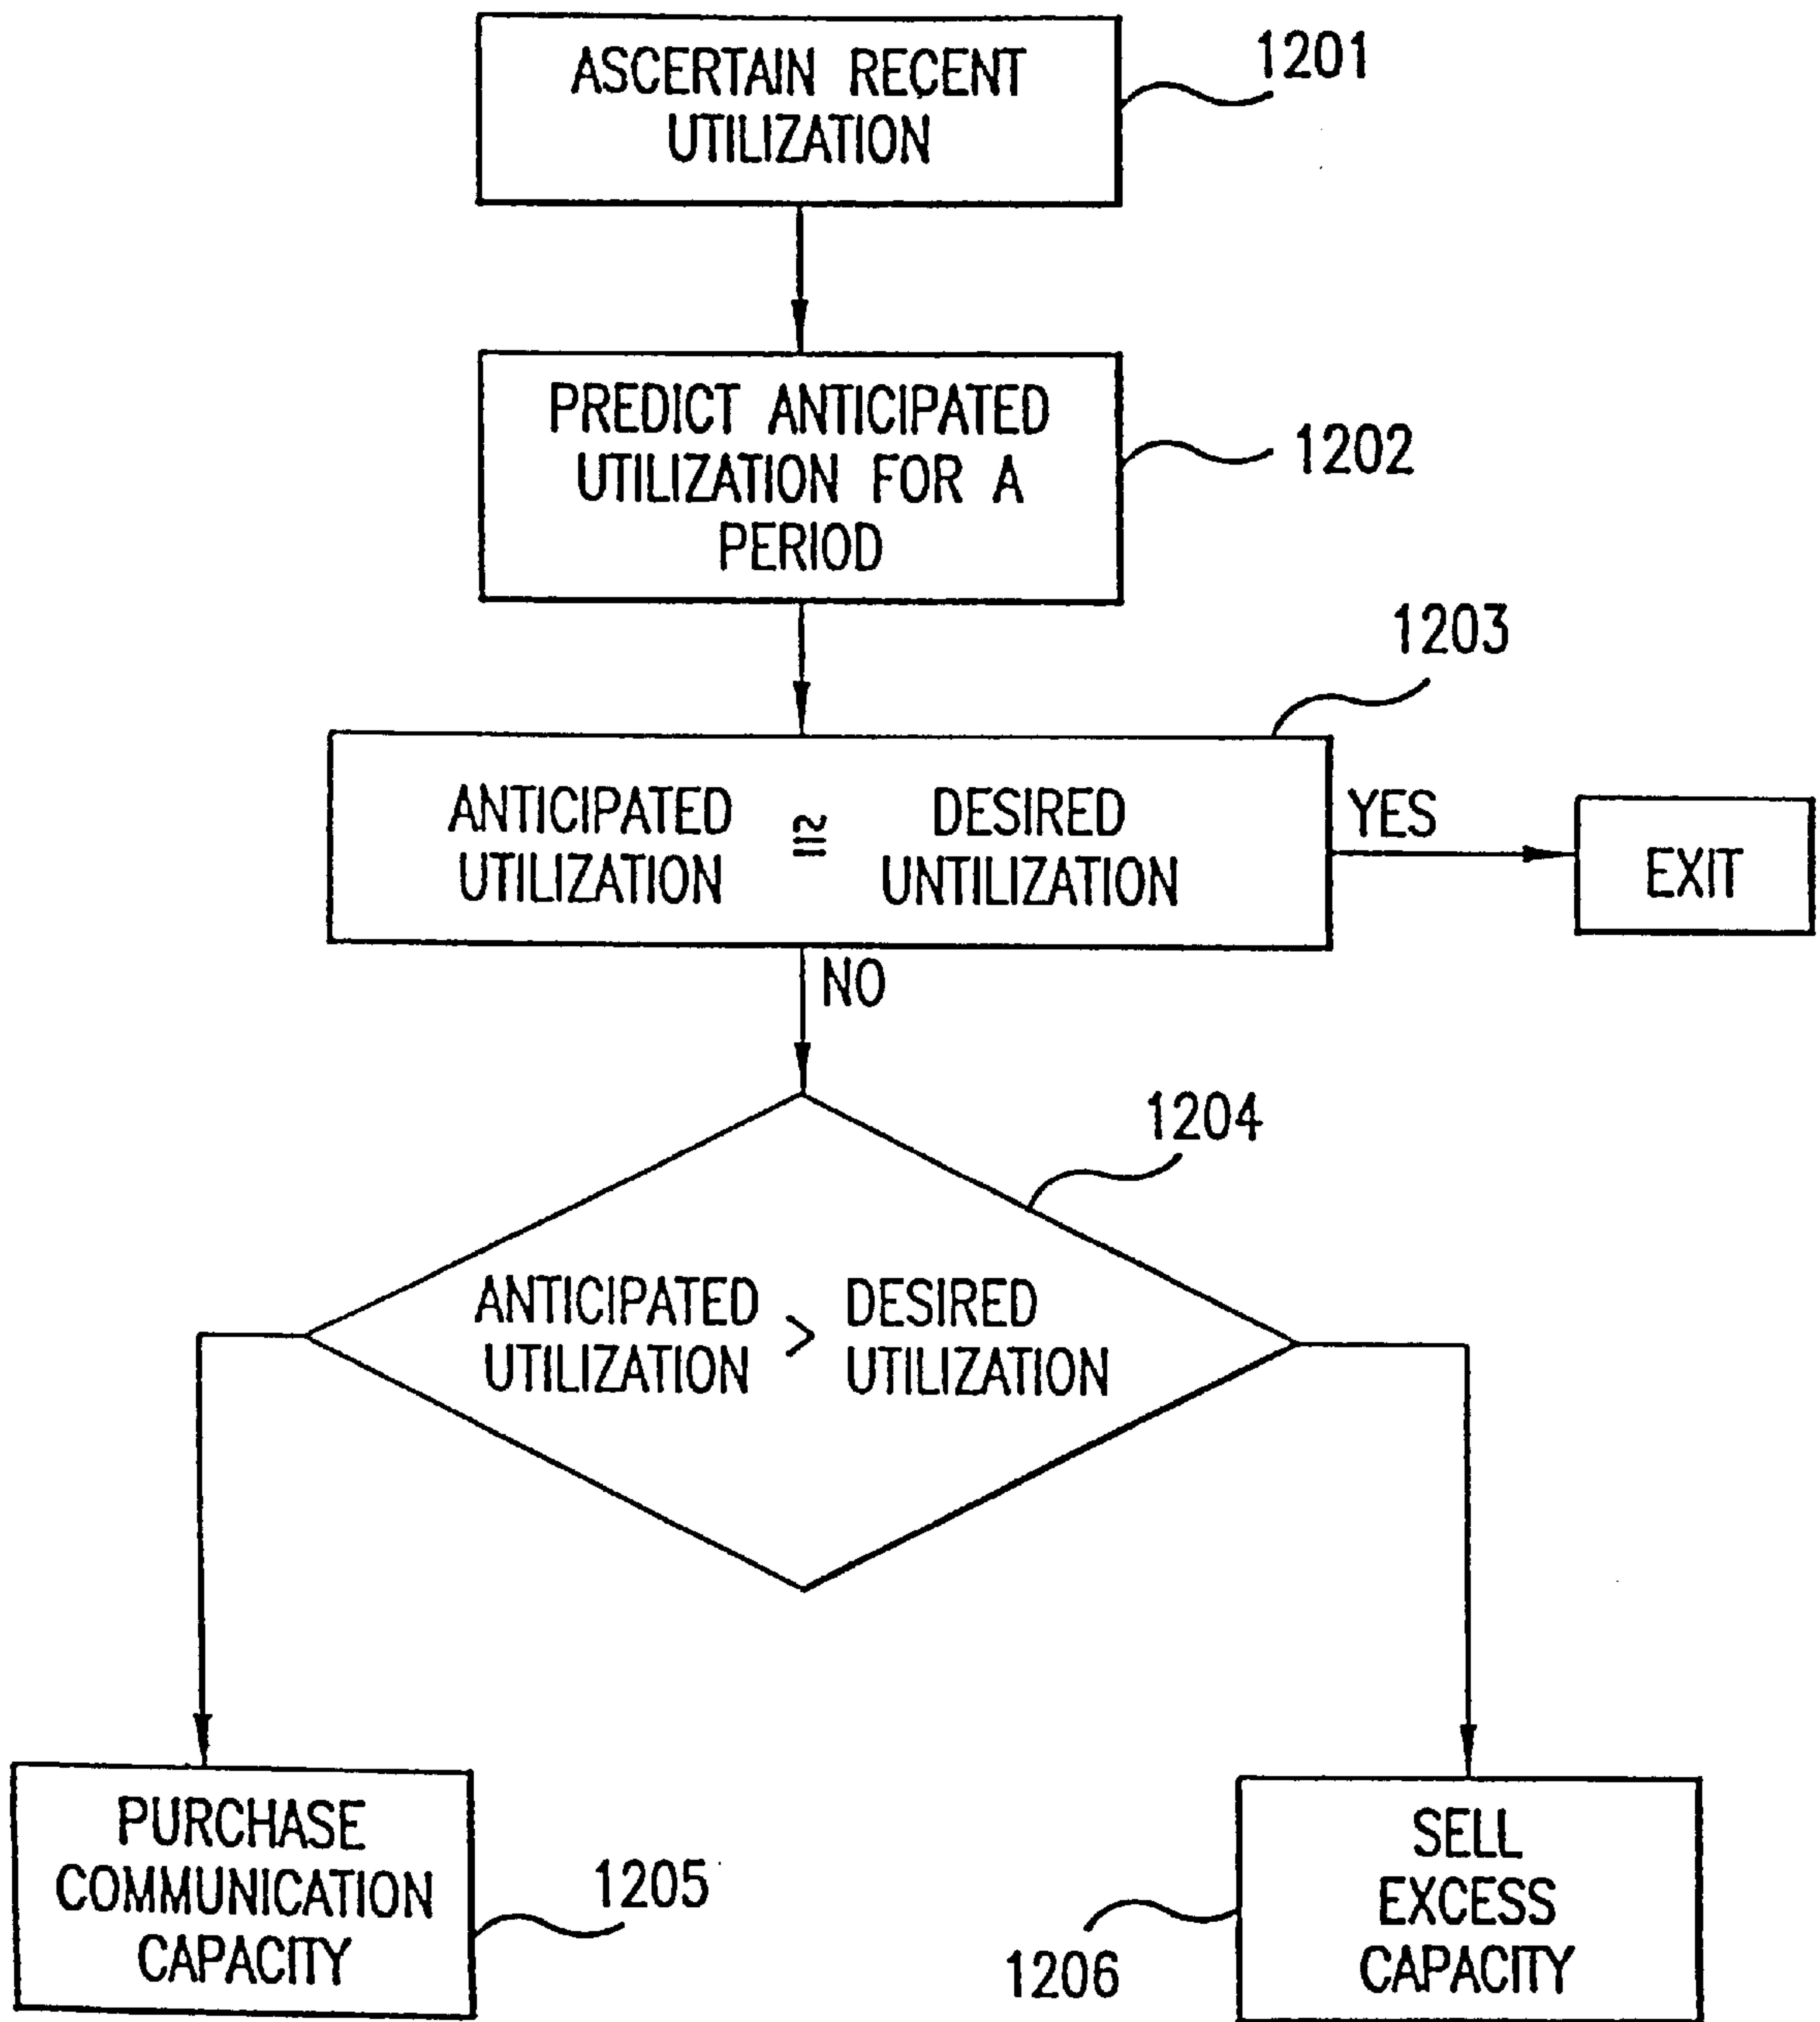 ASCERTAIN RECENT
UTILIZATION
1201
PREDICT ANTICIPATED
UTILIZATION FOR A
PERIOD
1202
1203
ANTICIPATED ≅ DESIRED
UTILIZATION UNTILIZATION
YES
EXIT
NO
1204
ANTICIPATED > DESIRED
UTILIZATION UTILIZATION
PURCHASE
COMMUNICATION
CAPACITY
1205
SELL
EXCESS
CAPACITY
1206